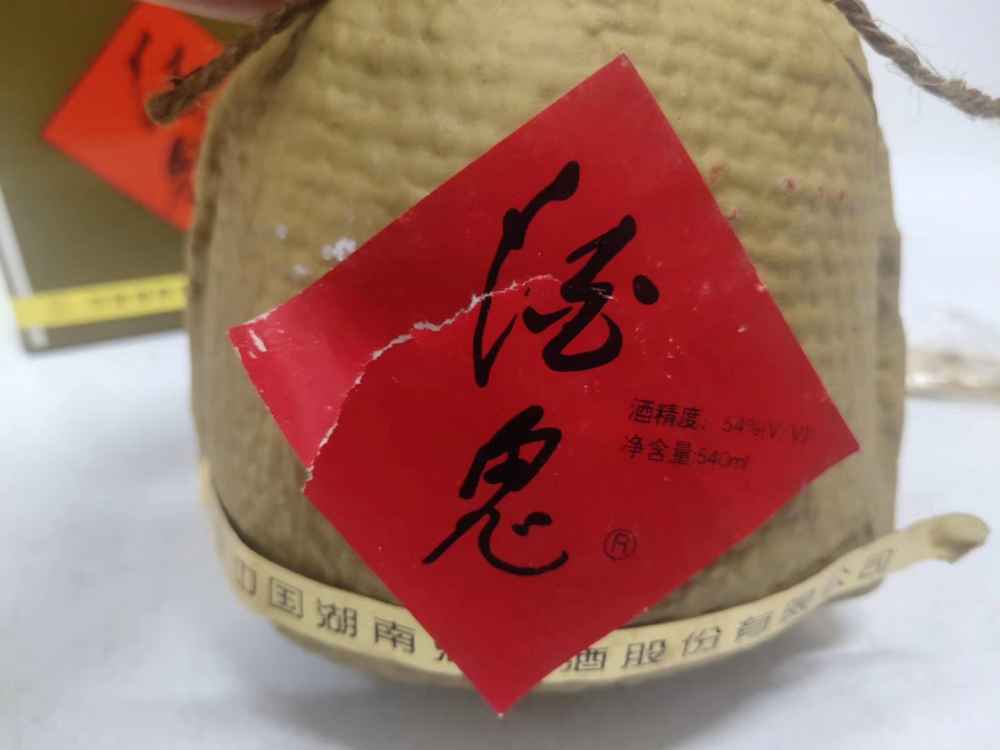 酒
鬼
®
酒精度：54%(V/V)
净含量:540ml
中国湖南 酒股份有限公司